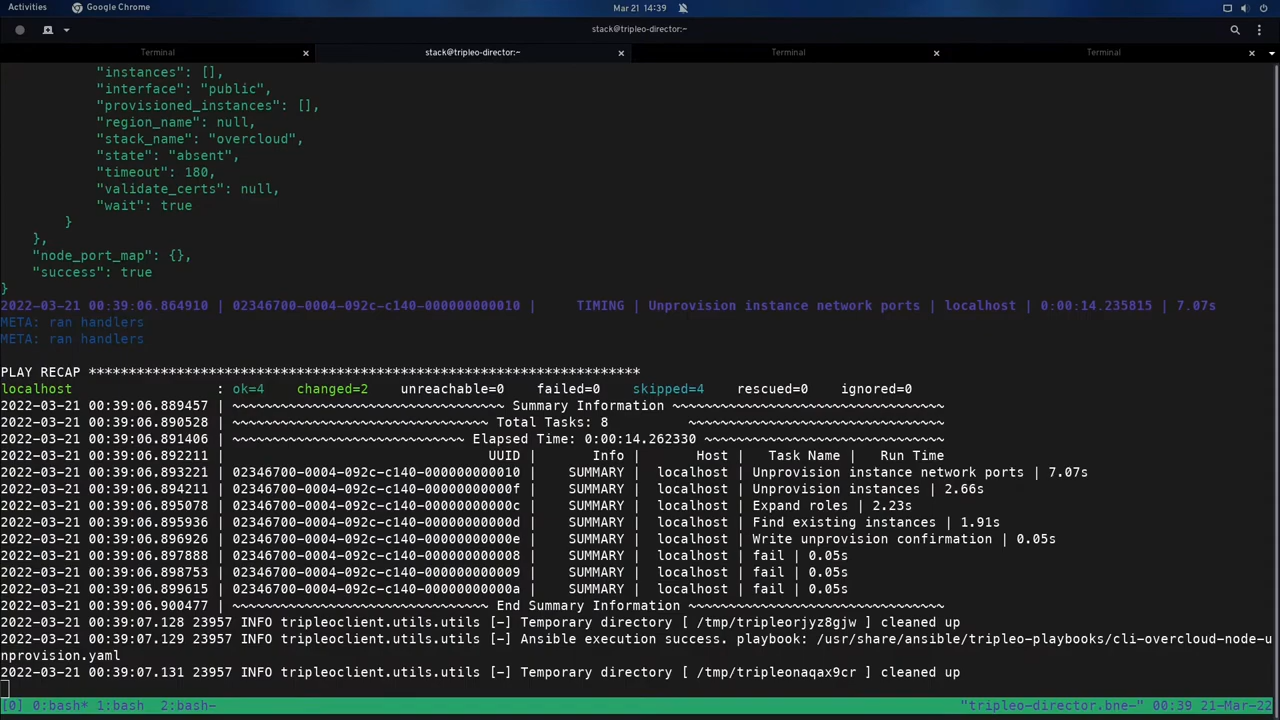 Activities Google Chrome Mar 21 14:39
stack@tripleo-director:~
Terminal stack@tripleo-director:~ Terminal Terminal
"instances": [],
"interface": "public",
"provisioned_instances": [],
"region_name": null,
"stack_name": "overcloud",
"state": "absent",
"timeout": 180,
"validate_certs": null,
"wait": true
}
},
"node_port_map": {},
"success": true
}
2022-03-21 00:39:06.864910 | 02346700-0004-092c-c140-000000000010 | TIMING | Unprovision instance network ports | localhost | 0:00:14.235815 | 7.07s
META: ran handlers
META: ran handlers
PLAY RECAP *********************************************************************
localhost : ok=4 changed=2 unreachable=0 failed=0 skipped=4 rescued=0 ignored=0
2022-03-21 00:39:06.889457 | ~~~~~~~~~~~~~~~~~~~~~~~~~~~~~~~~~~ Summary Information ~~~~~~~~~~~~~~~~~~~~~~~~~~~~~~~~~~
2022-03-21 00:39:06.890528 | ~~~~~~~~~~~~~~~~~~~~~~~~~~~~~~~~ Total Tasks: 8 ~~~~~~~~~~~~~~~~~~~~~~~~~~~~~~~~
2022-03-21 00:39:06.891406 | ~~~~~~~~~~~~~~~~~~~~~~~~~~~~~ Elapsed Time: 0:00:14.262330 ~~~~~~~~~~~~~~~~~~~~~~~~~~~~~~
2022-03-21 00:39:06.892211 | UUID | Info | Host | Task Name | Run Time
2022-03-21 00:39:06.893221 | 02346700-0004-092c-c140-000000000010 | SUMMARY | localhost | Unprovision instance network ports | 7.07s
2022-03-21 00:39:06.894211 | 02346700-0004-092c-c140-00000000000f | SUMMARY | localhost | Unprovision instances | 2.66s
2022-03-21 00:39:06.895078 | 02346700-0004-092c-c140-00000000000c | SUMMARY | localhost | Expand roles | 2.23s
2022-03-21 00:39:06.895936 | 02346700-0004-092c-c140-00000000000d | SUMMARY | localhost | Find existing instances | 1.91s
2022-03-21 00:39:06.896926 | 02346700-0004-092c-c140-00000000000e | SUMMARY | localhost | Write unprovision confirmation | 0.05s
2022-03-21 00:39:06.897888 | 02346700-0004-092c-c140-000000000008 | SUMMARY | localhost | fail | 0.05s
2022-03-21 00:39:06.898753 | 02346700-0004-092c-c140-000000000009 | SUMMARY | localhost | fail | 0.05s
2022-03-21 00:39:06.899615 | 02346700-0004-092c-c140-00000000000a | SUMMARY | localhost | fail | 0.05s
2022-03-21 00:39:06.900477 | ~~~~~~~~~~~~~~~~~~~~~~~~~~~~~~~~ End Summary Information ~~~~~~~~~~~~~~~~~~~~~~~~~~~~~~~~
2022-03-21 00:39:07.128 23957 INFO tripleoclient.utils.utils [-] Temporary directory [ /tmp/tripleorjyz8gjw ] cleaned up
2022-03-21 00:39:07.129 23957 INFO tripleoclient.utils.utils [-] Ansible execution success. playbook: /usr/share/ansible/tripleo-playbooks/cli-overcloud-node-u
nprovision.yaml
2022-03-21 00:39:07.131 23957 INFO tripleoclient.utils.utils [-] Temporary directory [ /tmp/tripleonaqax9cr ] cleaned up
[0] 0:bash* 1:bash 2:bash- "tripleo-director.bne-" 00:39 21-Mar-22